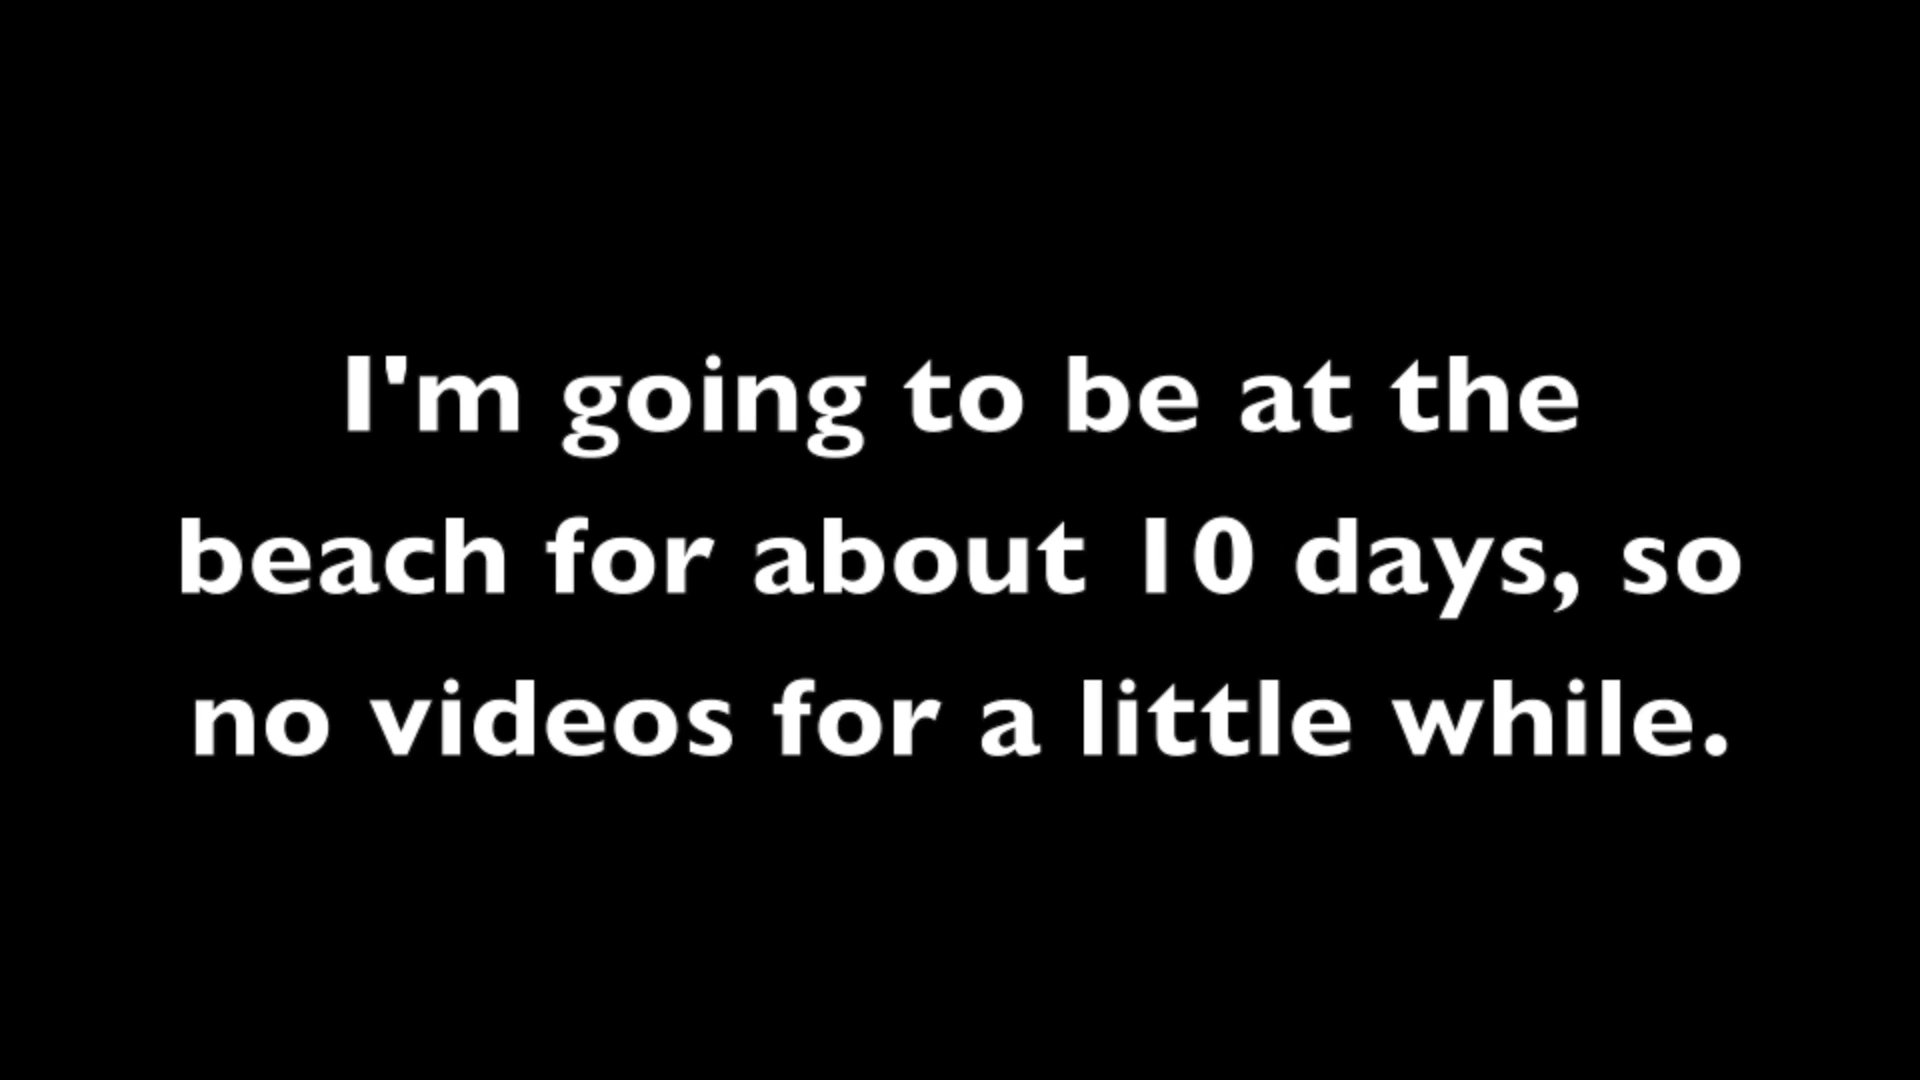 I'm going to be at the
beach for about 10 days, so
no videos for a little while.